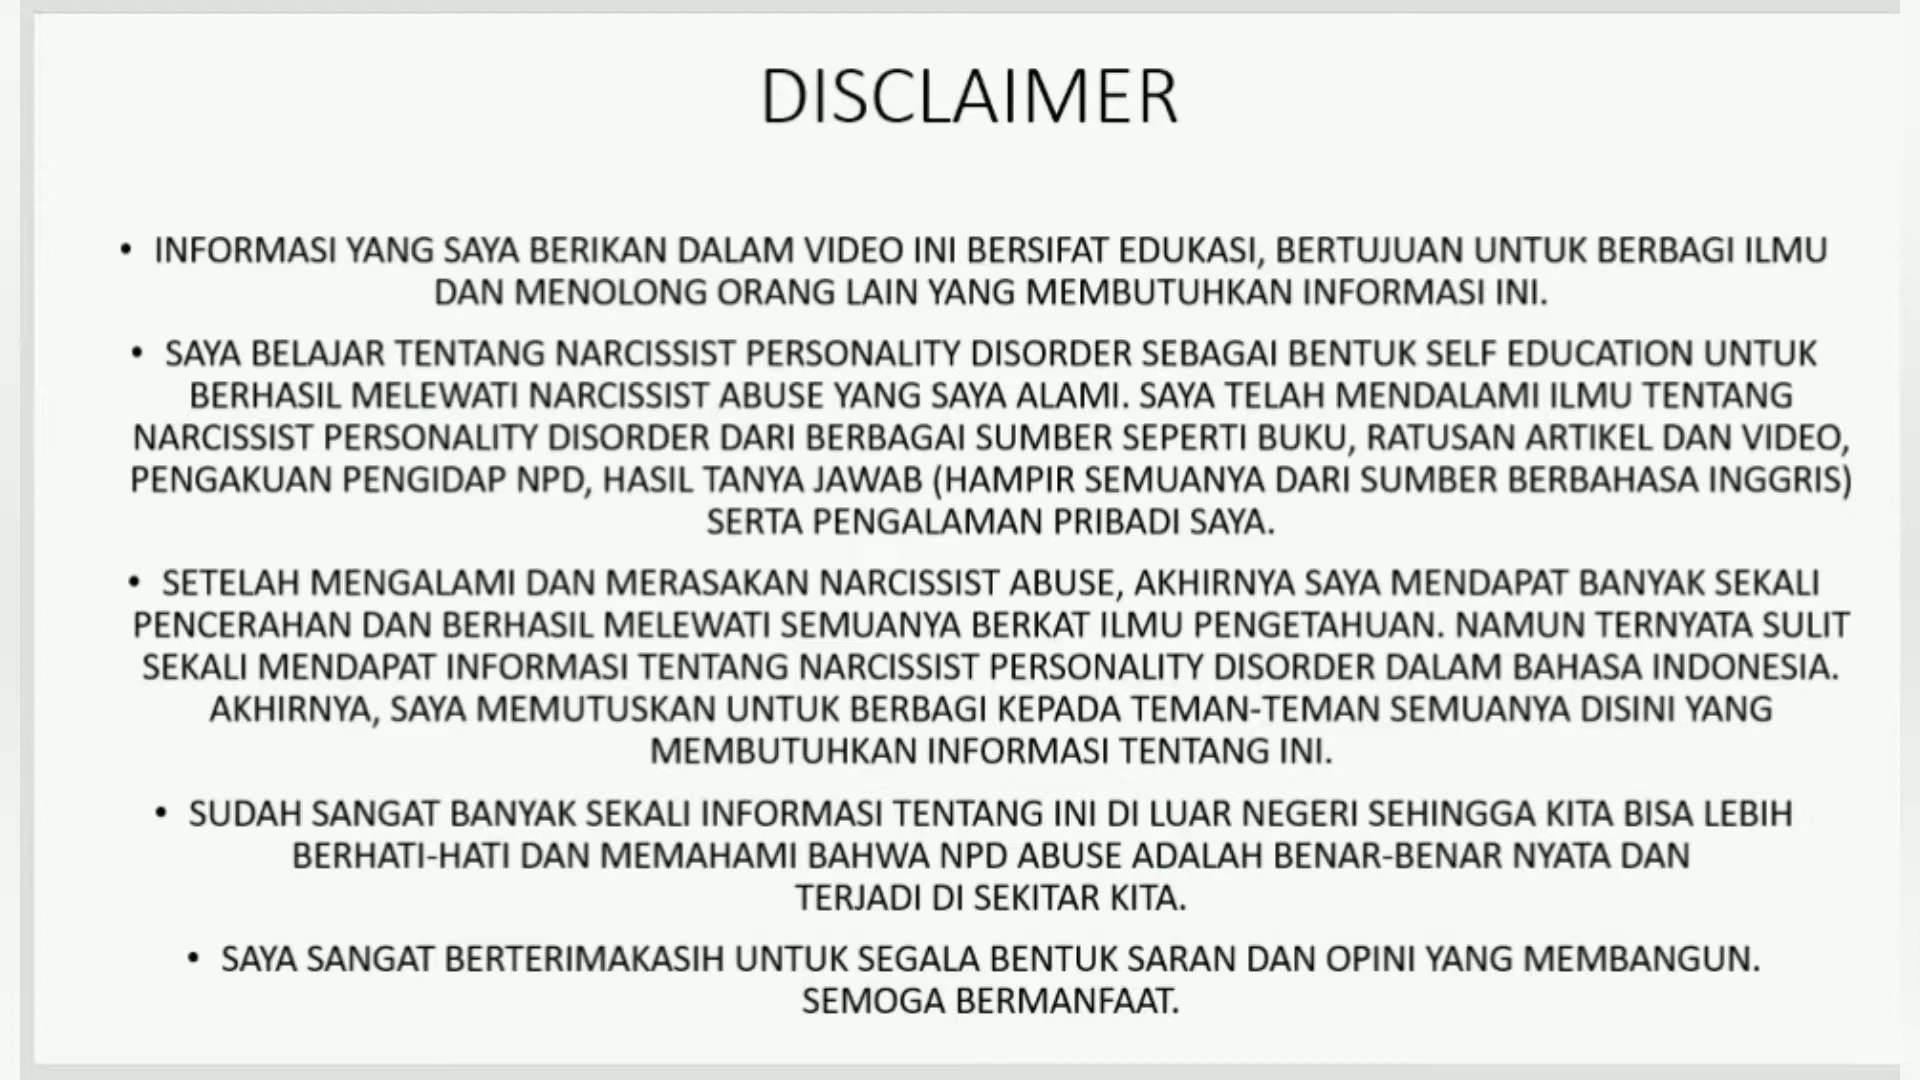 DISCLAIMER
• INFORMASI YANG SAYA BERIKAN DALAM VIDEO INI BERSIFAT EDUKASI, BERTUJUAN UNTUK BERBAGI ILMU
DAN MENOLONG ORANG LAIN YANG MEMBUTUHKAN INFORMASI INI.
• SAYA BELAJAR TENTANG NARCISSIST PERSONALITY DISORDER SEBAGAI BENTUK SELF EDUCATION UNTUK
BERHASIL MELEWATI NARCISSIST ABUSE YANG SAYA ALAMI. SAYA TELAH MENDALAMI ILMU TENTANG
NARCISSIST PERSONALITY DISORDER DARI BERBAGAI SUMBER SEPERTI BUKU, RATUSAN ARTIKEL DAN VIDEO,
PENGAKUAN PENGIDAP NPD, HASIL TANYA JAWAB (HAMPIR SEMUANYA DARI SUMBER BERBAHASA INGGRIS)
SERTA PENGALAMAN PRIBADI SAYA.
• SETELAH MENGALAMI DAN MERASAKAN NARCISSIST ABUSE, AKHIRNYA SAYA MENDAPAT BANYAK SEKALI
PENCERAHAN DAN BERHASIL MELEWATI SEMUANYA BERKAT ILMU PENGETAHUAN. NAMUN TERNYATA SULIT
SEKALI MENDAPAT INFORMASI TENTANG NARCISSIST PERSONALITY DISORDER DALAM BAHASA INDONESIA.
AKHIRNYA, SAYA MEMUTUSKAN UNTUK BERBAGI KEPADA TEMAN-TEMAN SEMUANYA DISINI YANG
MEMBUTUHKAN INFORMASI TENTANG INI.
• SUDAH SANGAT BANYAK SEKALI INFORMASI TENTANG INI DI LUAR NEGERI SEHINGGA KITA BISA LEBIH
BERHATI-HATI DAN MEMAHAMI BAHWA NPD ABUSE ADALAH BENAR-BENAR NYATA DAN
TERJADI DI SEKITAR KITA.
• SAYA SANGAT BERTERIMAKASIH UNTUK SEGALA BENTUK SARAN DAN OPINI YANG MEMBANGUN.
SEMOGA BERMANFAAT.